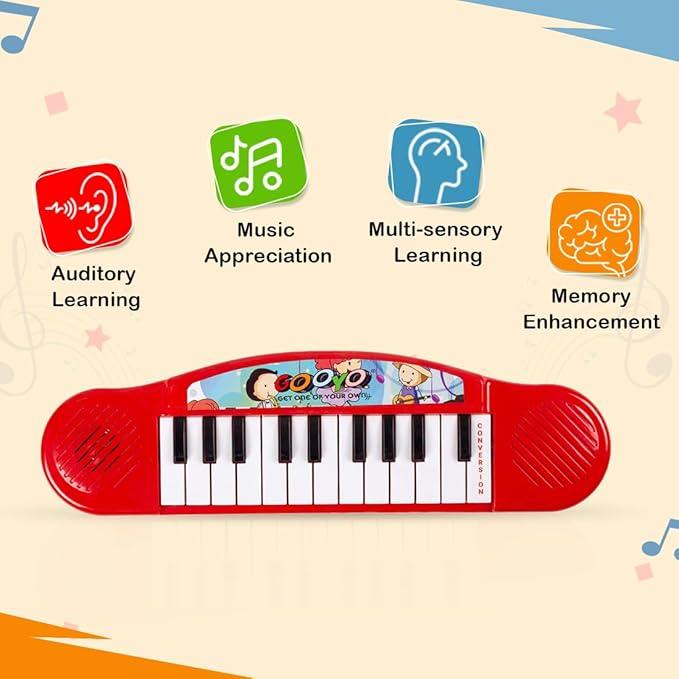 Auditory
Learning
Music
Appreciation
Multi-sensory
Learning
Memory
Enhancement
GOOYO®
GET ONE OF YOUR OWN!!
CONVERSION